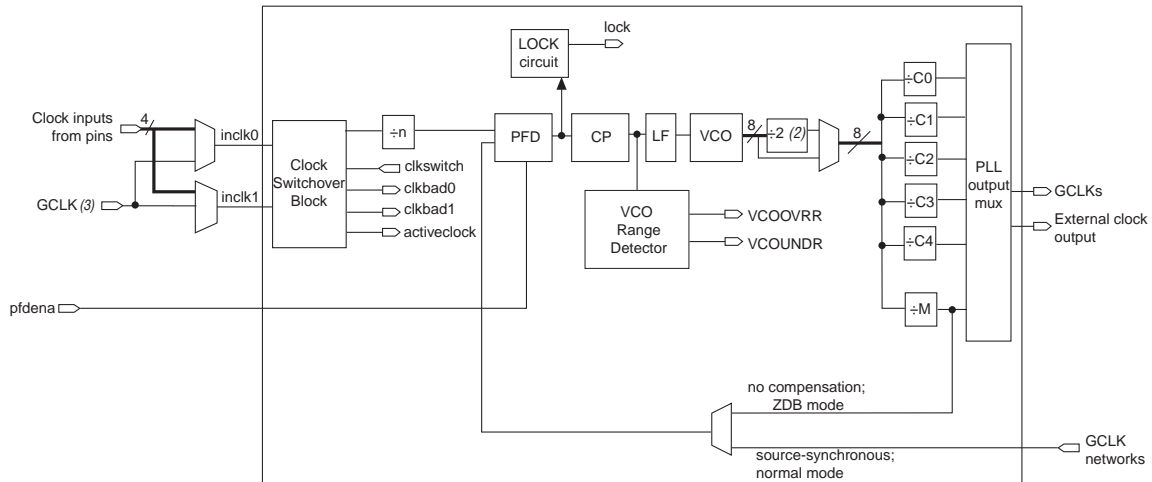 lock
LOCK
circuit
Clock inputs
from pins
4
inclk0
÷n
PFD
CP
LF
VCO
8
÷2 (2)
8
÷C0
÷C1
÷C2
÷C3
÷C4
÷M
PLL
output
mux
GCLKs
External clock
output
Clock
Switchover
Block
clkswitch
clkbad0
clkbad1
activeclock
GCLK (3)
inclk1
VCO
Range
Detector
VCOOVRR
VCOUNDR
pfdena
no compensation;
ZDB mode
source-synchronous;
normal mode
GCLK
networks